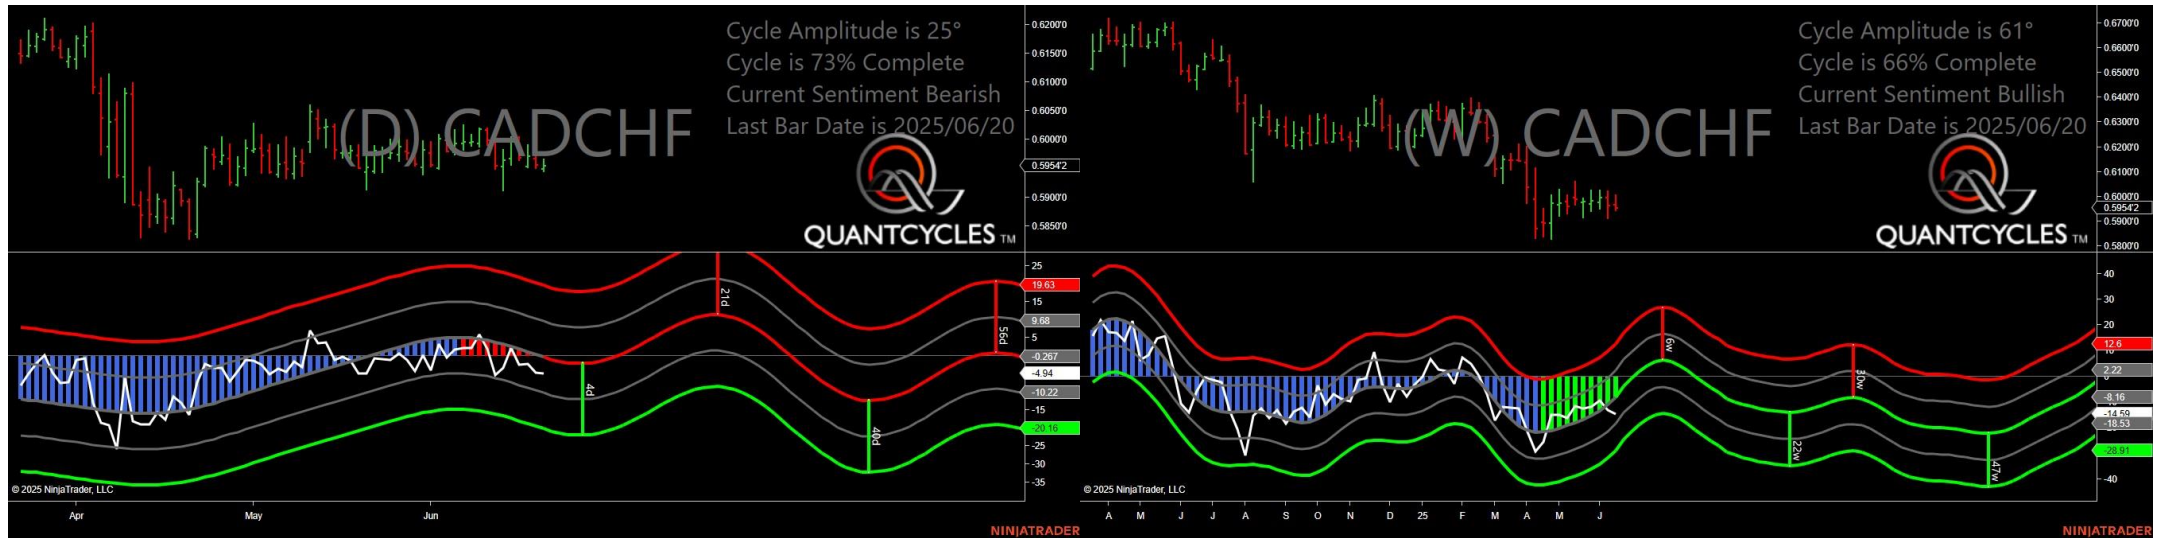 Cycle Amplitude is 25°
Cycle is 73% Complete
Current Sentiment Bearish
Last Bar Date is 2025/06/20
(D) CADCHF
QUANTCYCLES TM
0.6200'0
0.6150'0
0.6100'0
0.6050'0
0.6000'0
0.5954'2
0.5900'0
0.5850'0
25
19.63
15
9.68
5
-0.267
-4.94
-10.22
-15
-20.16
-25
-30
-35
21d
56d
4d
40d
© 2025 NinjaTrader, LLC
Apr May Jun
NINJATRADER
Cycle Amplitude is 61°
Cycle is 66% Complete
Current Sentiment Bullish
Last Bar Date is 2025/06/20
(W) CADCHF
QUANTCYCLES TM
0.6700'0
0.6600'0
0.6500'0
0.6400'0
0.6300'0
0.6200'0
0.6100'0
0.6000'0
0.5954'2
0.5900'0
0.5800'0
40
30
20
12.6
2.22
-8.16
-14.59
-18.53
-28.91
-40
6w
30w
22w
47w
© 2025 NinjaTrader, LLC
A M J J A S O N D 25 F M A M J
NINJATRADER